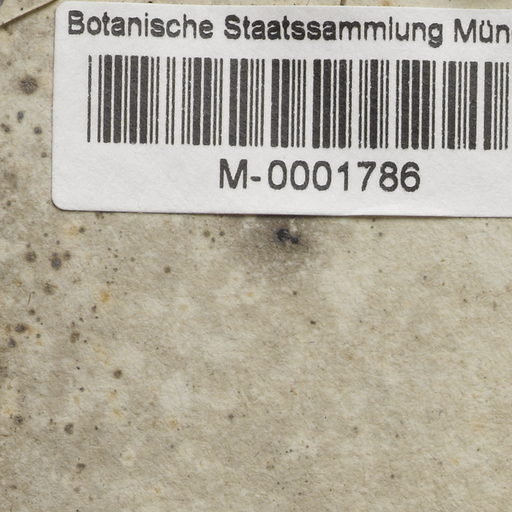 Botanische Staatssammlung Mün
M-0001786